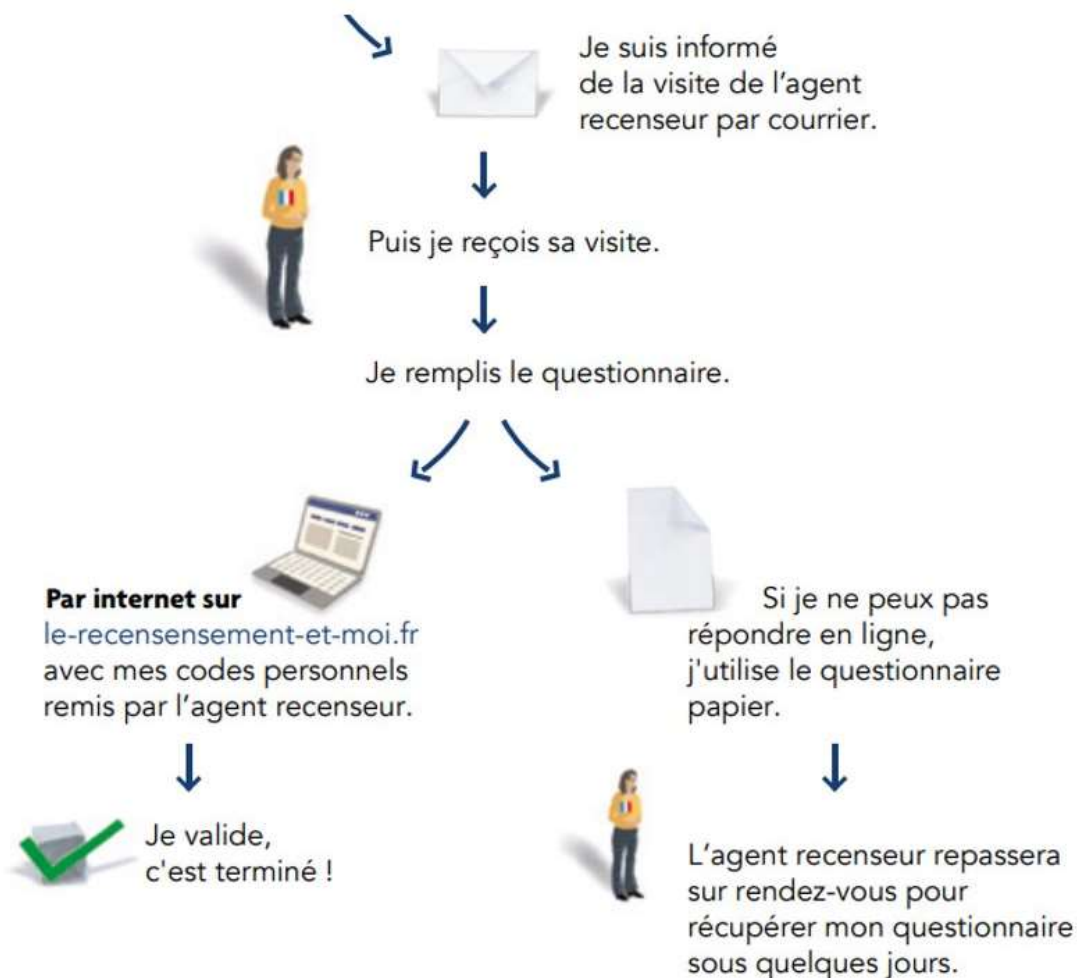 Je suis informé
de la visite de l'agent
recenseur par courrier.
Puis je reçois sa visite.
Je remplis le questionnaire.
Par internet sur
le-recensensement-et-moi.fr
avec mes codes personnels
remis par l'agent recenseur.
Je valide,
c'est terminé !
Si je ne peux pas
répondre en ligne,
j'utilise le questionnaire
papier.
L'agent recenseur repassera
sur rendez-vous pour
récupérer mon questionnaire
sous quelques jours.